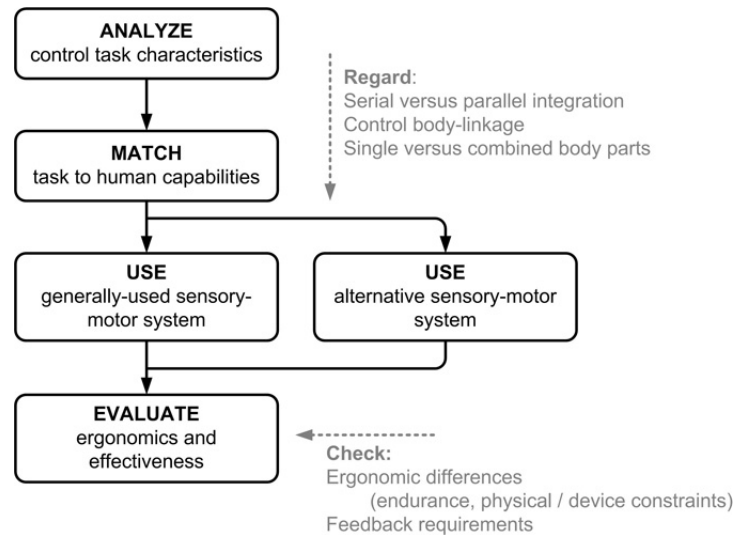 ANALYZE
control task characteristics
Regard:
Serial versus parallel integration
Control body-linkage
Single versus combined body parts
MATCH
task to human capabilities
USE
generally-used sensory-
motor system
USE
alternative sensory-motor
system
EVALUATE
ergonomics and
effectiveness
Check:
Ergonomic differences
(endurance, physical / device constraints)
Feedback requirements